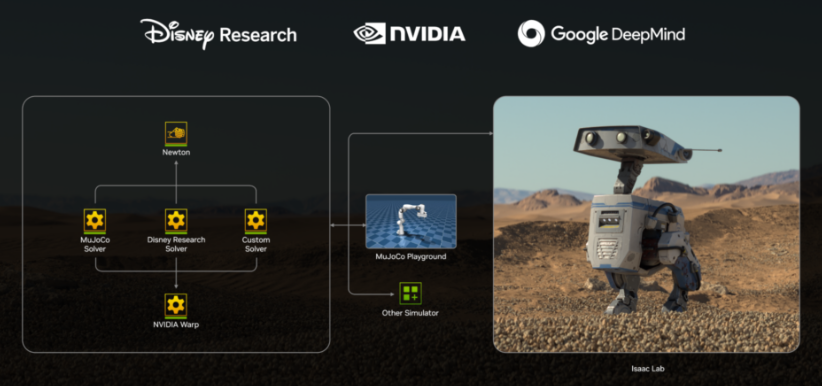 Disney Research
NVIDIA
Google DeepMind
Newton
MuJoCo
Solver
Disney Research
Solver
Custom
Solver
NVIDIA Warp
MuJoCo Playground
Other Simulator
Isaac Lab